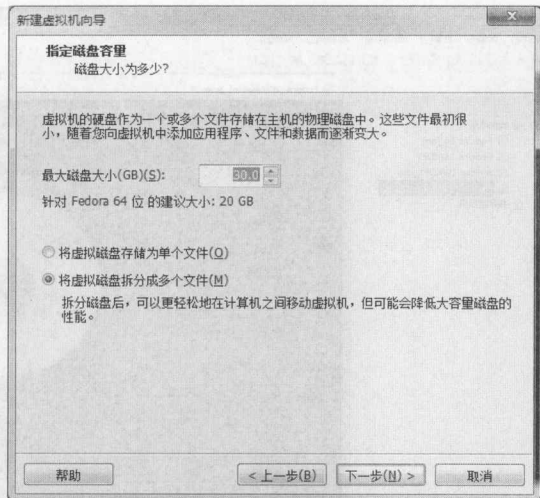 新建虚拟机向导
指定磁盘容量
磁盘大小为多少?
虚拟机的硬盘作为一个或多个文件存储在主机的物理磁盘中。这些文件最初很
小，随着您向虚拟机中添加应用程序、文件和数据而逐渐变大。
最大磁盘大小(GB)(S): 30.0
针对 Fedora 64 位 的建议大小: 20 GB
将虚拟磁盘存储为单个文件(O)
将虚拟磁盘拆分成多个文件(M)
拆分磁盘后，可以更轻松地在计算机之间移动虚拟机，但可能会降低大容量磁盘的
性能。
帮助 < 上一步(B) 下一步(N) > 取消